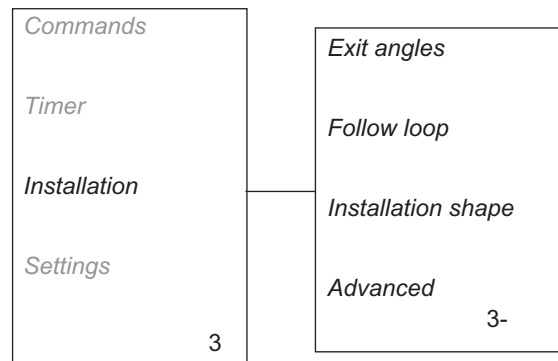 Commands
Timer
Installation
Settings
3
Exit angles
Follow loop
Installation shape
Advanced
3-